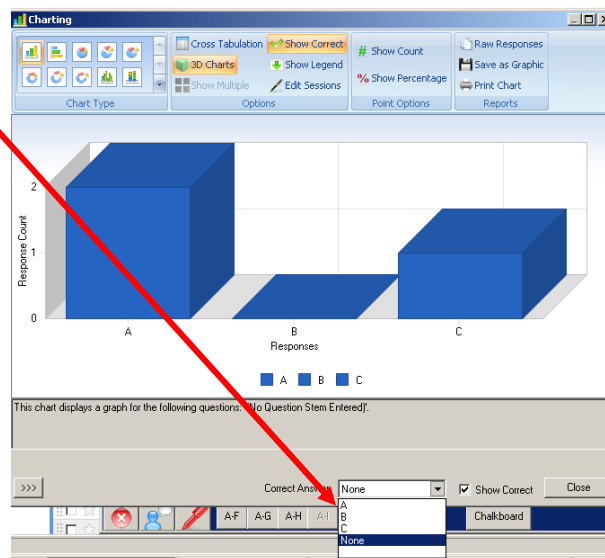 Charting
Cross Tabulation Show Correct
3D Charts Show Legend
Show Multiple Edit Sessions
# Show Count
% Show Percentage
Raw Responses
Save as Graphic
Print Chart
Chart Type
Options
Point Options
Reports
Response Count
2
1
0
A B C
Responses
A B C
This chart displays a graph for the following questions: 'No Question Stem Entered)'.
>>> Correct Answer None Show Correct Close
A
B
C
None
A-F A-G A-H A-I Chalkboard